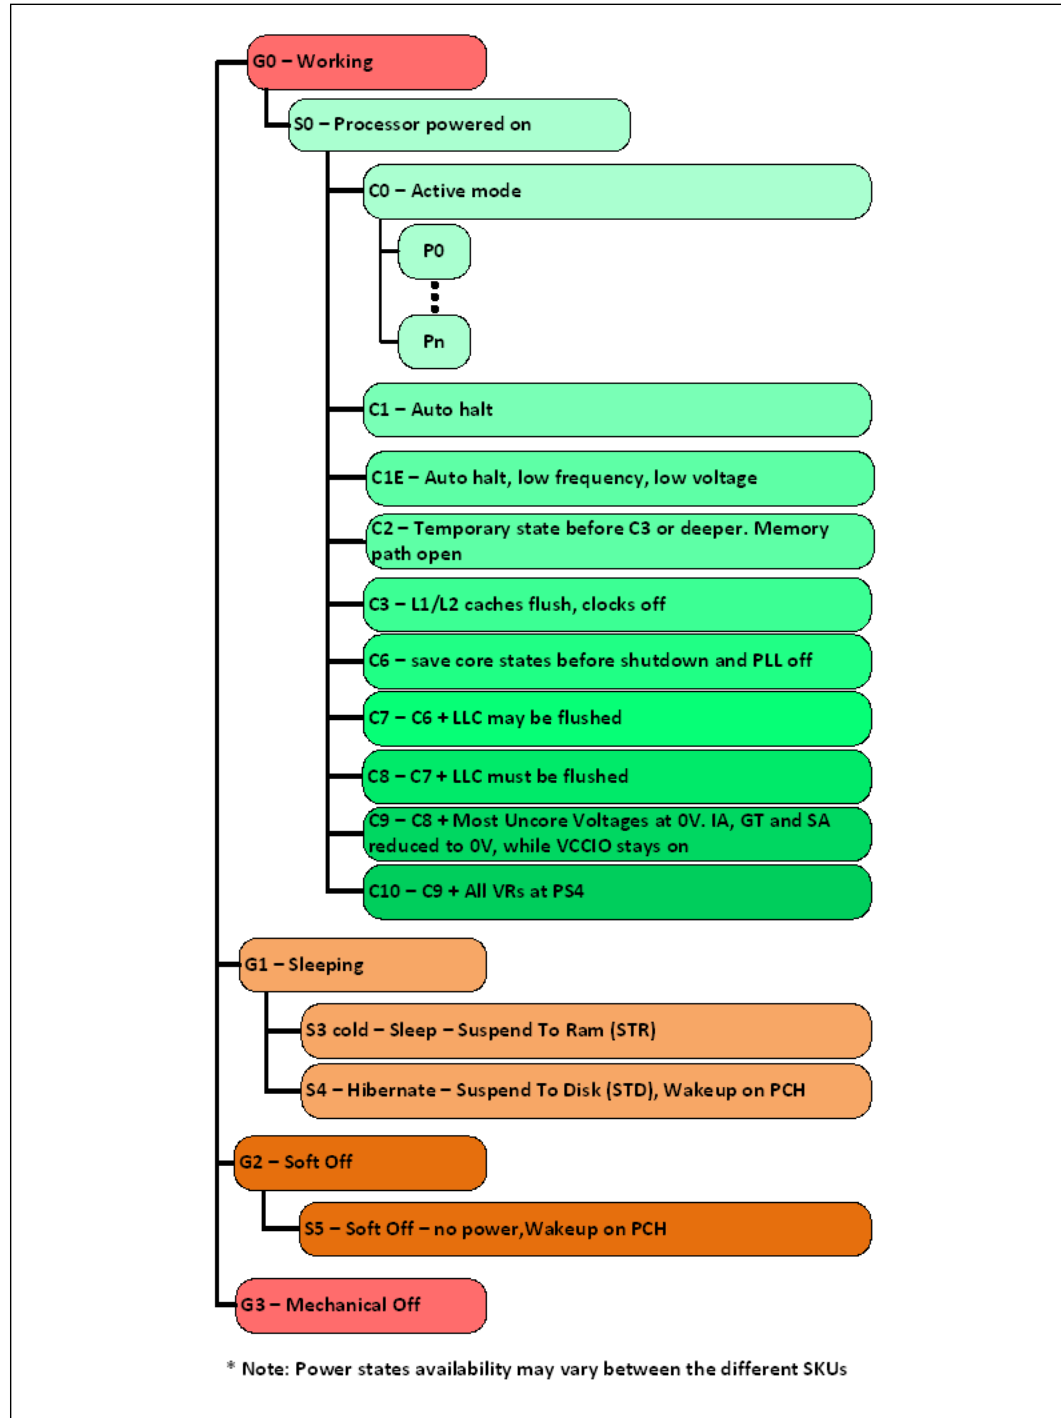 G0 – Working
S0 – Processor powered on
C0 – Active mode
P0
Pn
C1 – Auto halt
C1E – Auto halt, low frequency, low voltage
C2 – Temporary state before C3 or deeper. Memory
path open
C3 – L1/L2 caches flush, clocks off
C6 – save core states before shutdown and PLL off
C7 – C6 + LLC may be flushed
C8 – C7 + LLC must be flushed
C9 – C8 + Most Uncore Voltages at 0V. IA, GT and SA
reduced to 0V, while VCCIO stays on
C10 – C9 + All VRs at PS4
G1 – Sleeping
S3 cold – Sleep – Suspend To Ram (STR)
S4 – Hibernate – Suspend To Disk (STD), Wakeup on PCH
G2 – Soft Off
S5 – Soft Off – no power,Wakeup on PCH
G3 – Mechanical Off
* Note: Power states availability may vary between the different SKUs